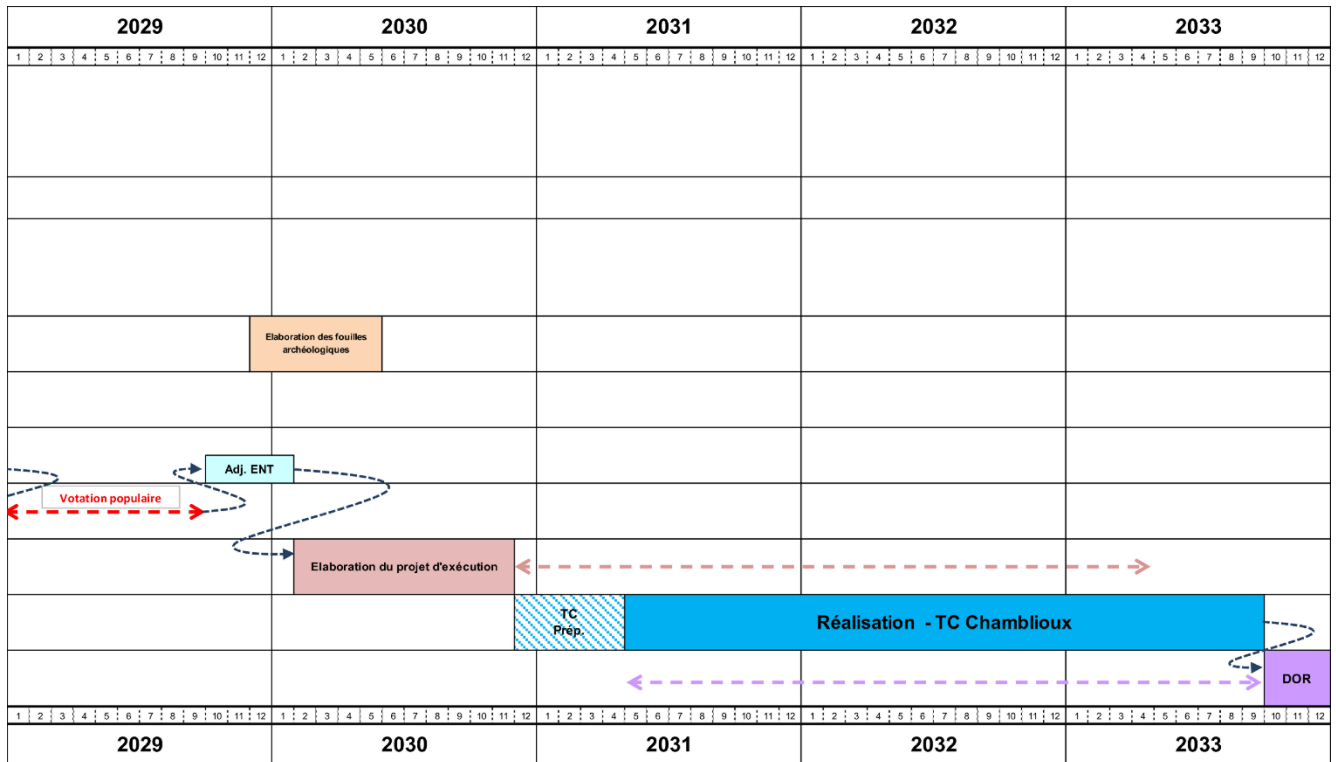 2029 2030 2031 2032 2033
1 2 3 4 5 6 7 8 9 10 11 12 1 2 3 4 5 6 7 8 9 10 11 12 1 2 3 4 5 6 7 8 9 10 11 12 1 2 3 4 5 6 7 8 9 10 11 12 1 2 3 4 5 6 7 8 9 10 11 12
Elaboration des fouilles
archéologiques
Adj. ENT
Votation populaire
Elaboration du projet d'exécution
TC
Prép.
Réalisation - TC Chamblioux
DOR
1 2 3 4 5 6 7 8 9 10 11 12 1 2 3 4 5 6 7 8 9 10 11 12 1 2 3 4 5 6 7 8 9 10 11 12 1 2 3 4 5 6 7 8 9 10 11 12 1 2 3 4 5 6 7 8 9 10 11 12
2029 2030 2031 2032 2033